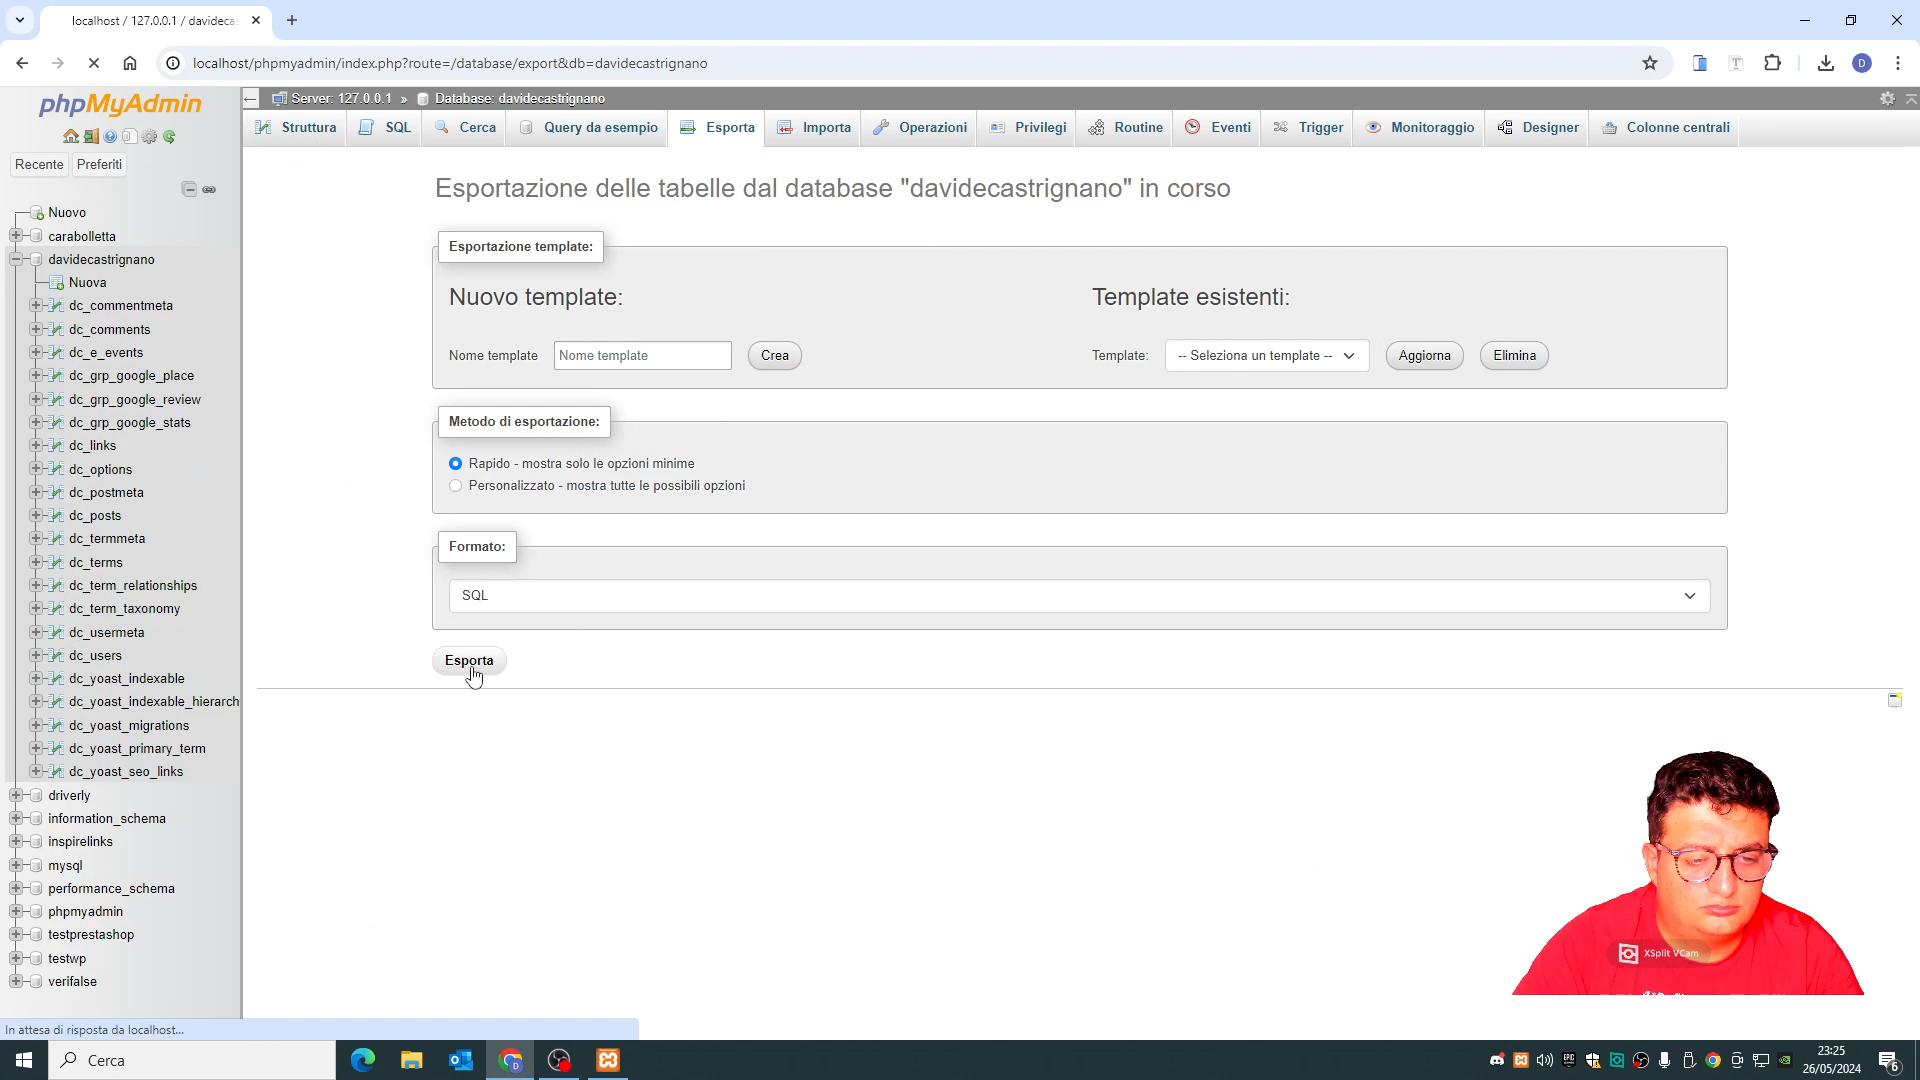 localhost / 127.0.0.1 / davideca
localhost/phpmyadmin/index.php?route=/database/export&db=davidecastrignano
D
phpMyAdmin
Recente
Preferiti
Nuovo
carabolletta
davidecastrignano
Nuova
dc_commentmeta
dc_comments
dc_e_events
dc_grp_google_place
dc_grp_google_review
dc_grp_google_stats
dc_links
dc_options
dc_postmeta
dc_posts
dc_termmeta
dc_terms
dc_term_relationships
dc_term_taxonomy
dc_usermeta
dc_users
dc_yoast_indexable
dc_yoast_indexable_hierarch
dc_yoast_migrations
dc_yoast_primary_term
dc_yoast_seo_links
driverly
information_schema
inspirelinks
mysql
performance_schema
phpmyadmin
testprestashop
testwp
verifalse
Server: 127.0.0.1 » Database: davidecastrignano
Struttura SQL Cerca Query da esempio Esporta Importa Operazioni Privilegi Routine Eventi Trigger Monitoraggio Designer Colonne centrali
Esportazione delle tabelle dal database "davidecastrignano" in corso
Esportazione template:
Nuovo template:
Nome template Nome template Crea
Template esistenti:
Template: -- Seleziona un template -- Aggiorna Elimina
Metodo di esportazione:
Rapido - mostra solo le opzioni minime
Personalizzato - mostra tutte le possibili opzioni
Formato:
SQL
Esporta
XSplit VCam
In attesa di risposta da localhost...
Cerca
23:25
26/05/2024
6